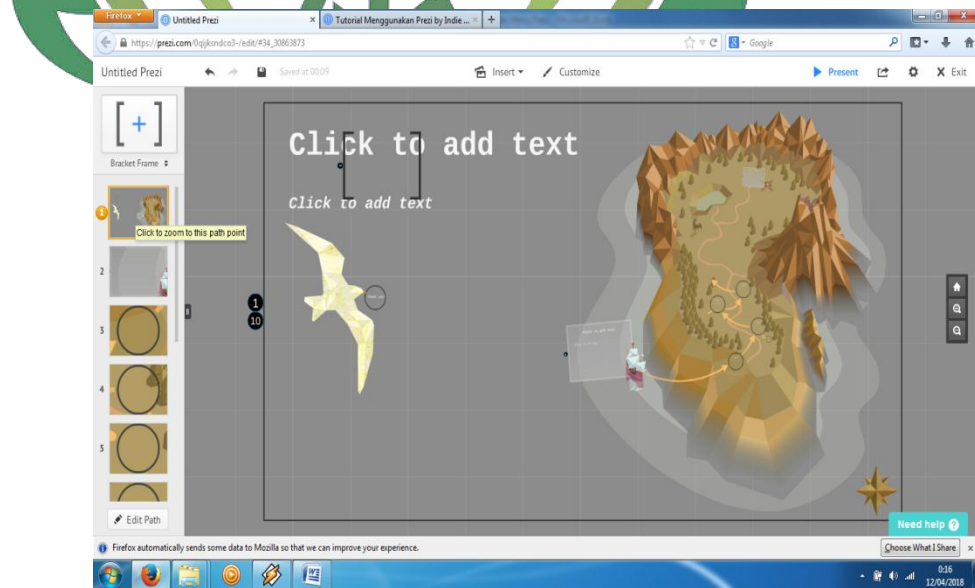 Firefox
Untitled Prezi ×
Tutorial Menggunakan Prezi by Indie ... ×
+
https://prezi.com/0qijksndco3-/edit/#34_30863873
Google
Untitled Prezi
Saved at 00:09
Insert
Customize
Present
Exit
Bracket Frame
Click to add text
Click to add text
1
Click to zoom to this path point
2
3
4
5
1
10
Edit Path
Need help ?
Firefox automatically sends some data to Mozilla so that we can improve your experience.
Choose What I Share ×
0:16
12/04/2018